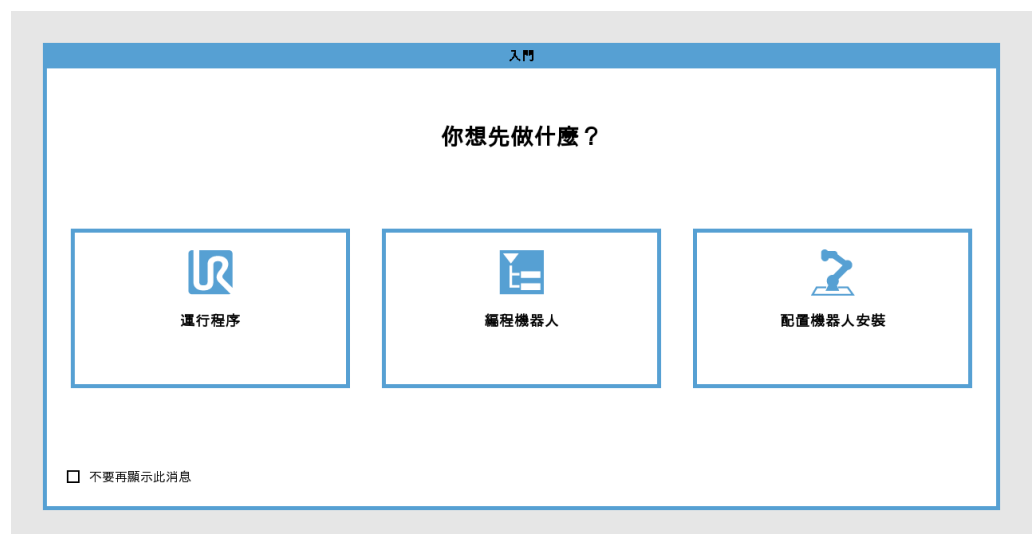 入門
你想先做什麼？
UR
運行程序
編程機器人
配置機器人安裝
不要再顯示此消息